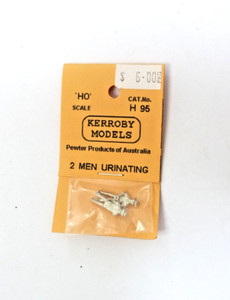 $ 6.00
'HO' CAT.No.
SCALE H 95
KERROBY
MODELS
Pewter Products of Australia
2 MEN URINATING